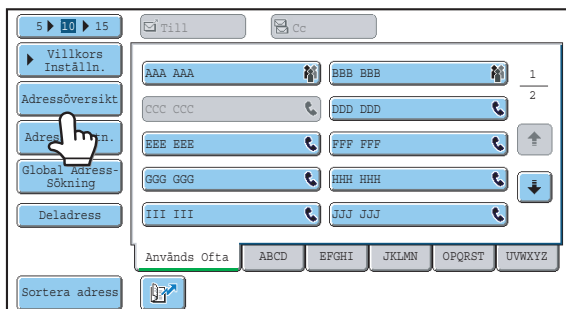 5 10 15
Till
Cc
Villkors
Inställn.
AAA AAA
BBB BBB
1
2
Adressöversikt
CCC CCC
DDD DDD
EEE EEE
FFF FFF
Global Adress-
Sökning
GGG GGG
HHH HHH
Deladress
III III
JJJ JJJ
Används Ofta
ABCD
EFGHI
JKLMN
OPQRST
UVWXYZ
Sortera adress